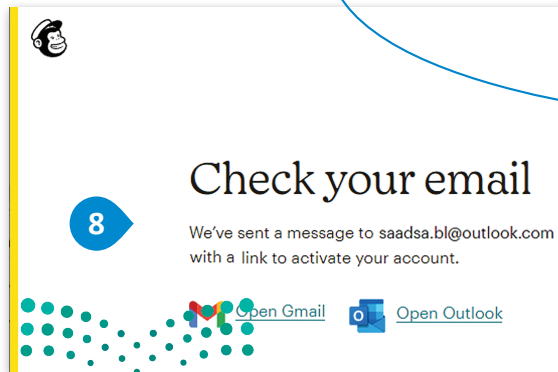 Check your email
8
We've sent a message to saadsa.bl@outlook.com
with a link to activate your account.
Open Gmail
O Open Outlook